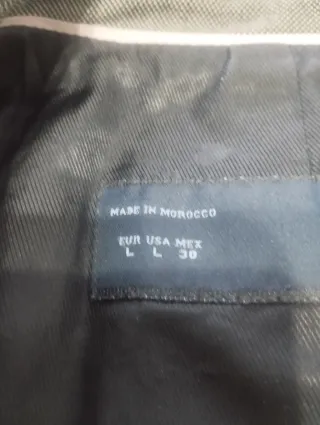 MADE IN MOROCCO
EUR USA MEX
L L 30